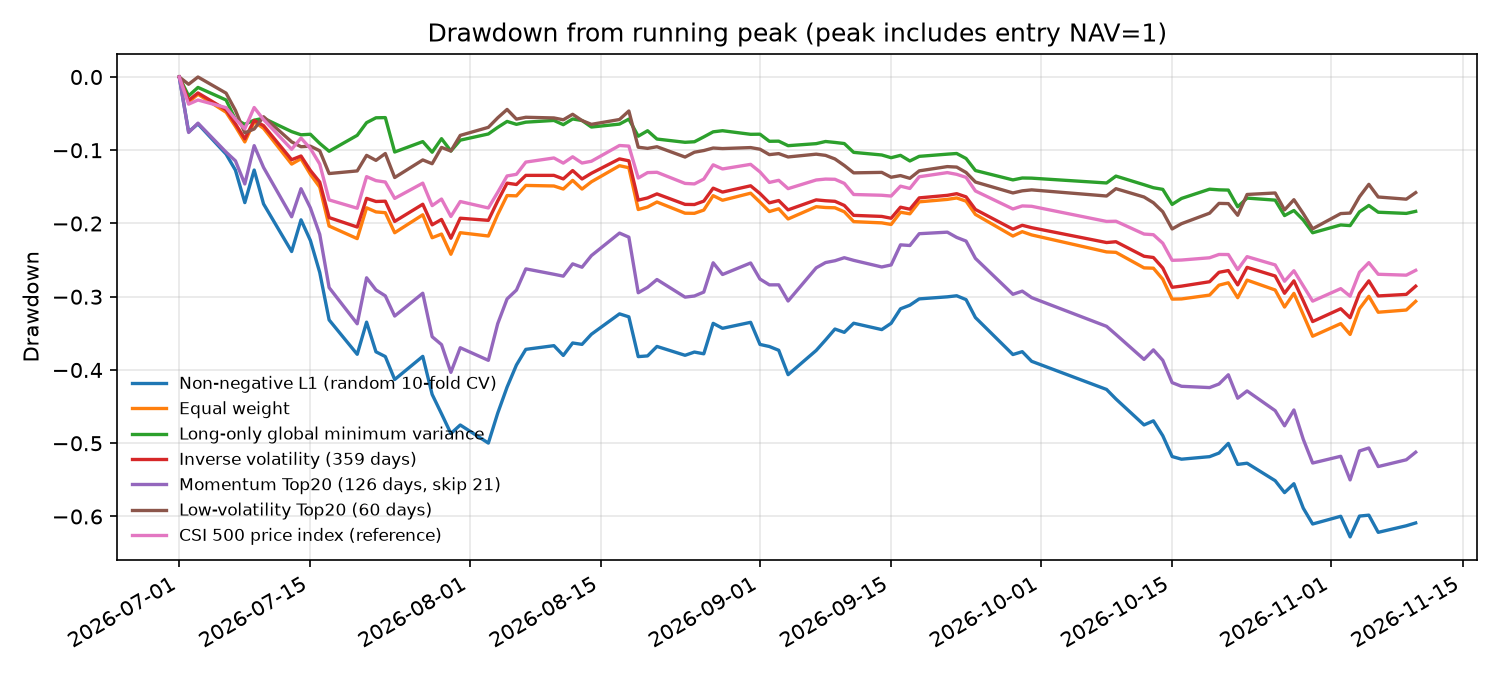 Drawdown from running peak (peak includes entry NAV=1)
Drawdown
0.0
−0.1
−0.2
−0.3
−0.4
−0.5
−0.6
Non-negative L1 (random 10-fold CV)
Equal weight
Long-only global minimum variance
Inverse volatility (359 days)
Momentum Top20 (126 days, skip 21)
Low-volatility Top20 (60 days)
CSI 500 price index (reference)
2026-07-01
2026-07-15
2026-08-01
2026-08-15
2026-09-01
2026-09-15
2026-10-01
2026-10-15
2026-11-01
2026-11-15